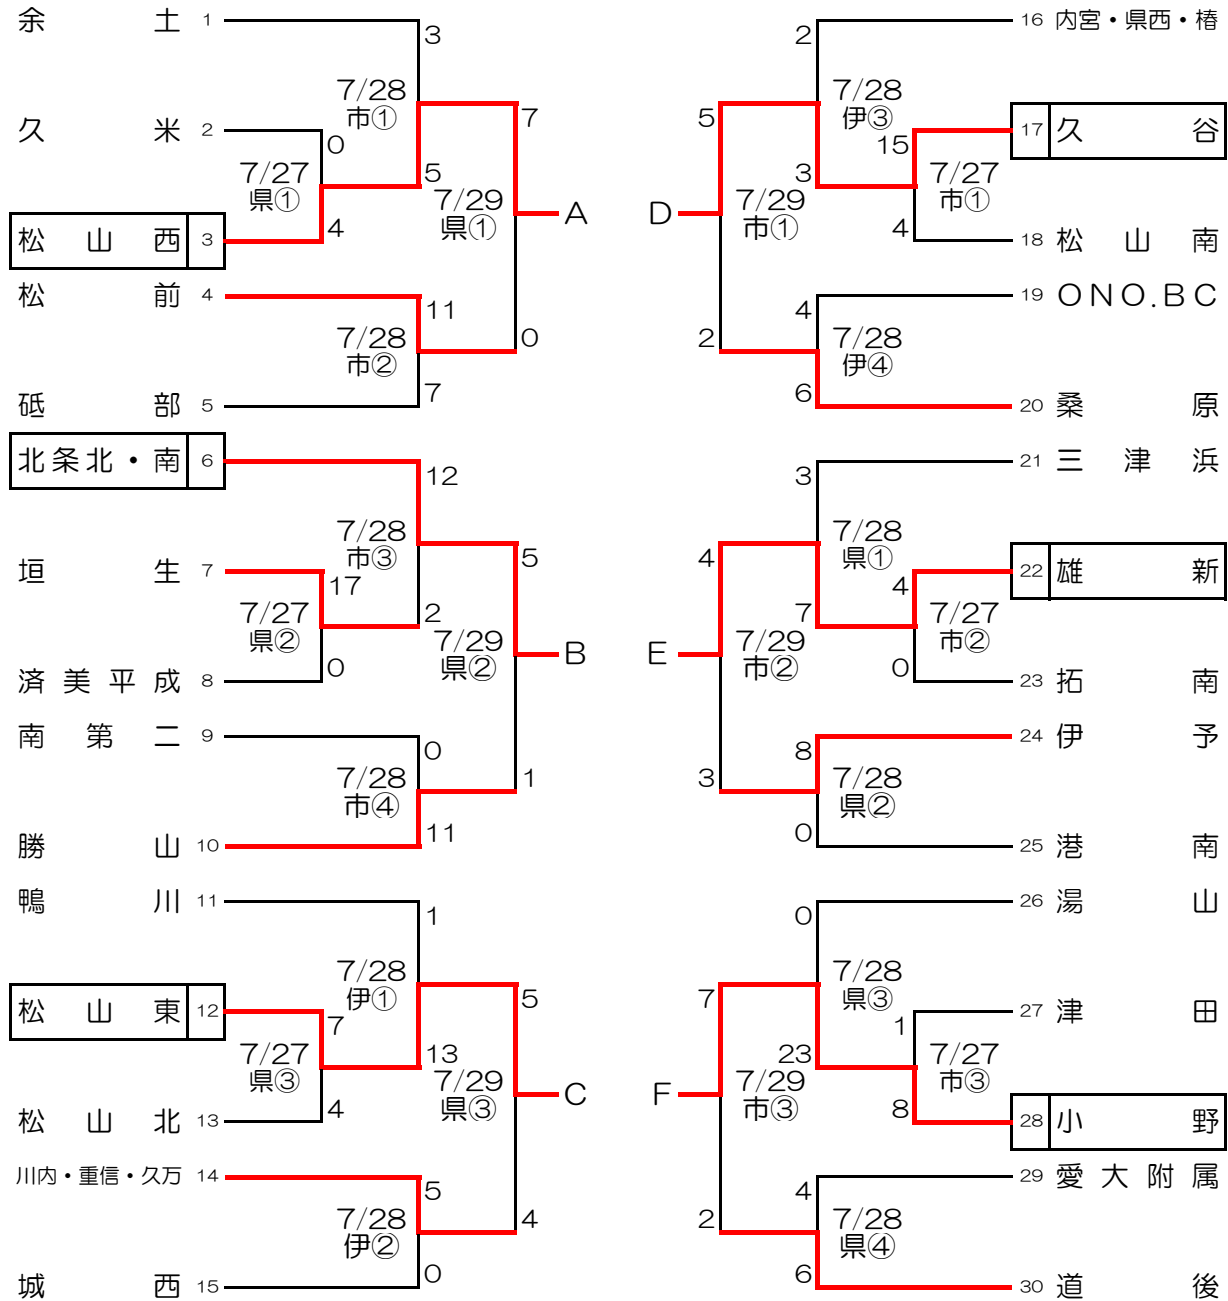 余土 1
3
7/28
市①
7
久米 2
0
7/27
県①
5
7/29
県①
A
松山西 3
4
松前 4
11
7/28
市②
0
砥部 5
7
北条北・南 6
12
7/28
市③
5
垣生 7
17
7/27
県②
2
7/29
県②
B
済美平成 8
0
南第二 9
0
7/28
市④
1
勝山 10
11
鴨川 11
1
7/28
伊①
5
松山東 12
7
7/27
県③
13
7/29
県③
C
松山北 13
4
川内・重信・久万 14
5
7/28
伊②
4
城西 15
0
16 内宮・県西・椿
2
7/28
伊③
5
17 久谷
15
7/27
市①
3
7/29
市①
D
4
18 松山南
19 ONO.BC
4
7/28
伊④
2
6
20 桑原
21 三津浜
3
7/28
県①
4
22 雄新
4
7/27
市②
7
7/29
市②
E
0
23 拓南
24 伊予
8
7/28
県②
3
0
25 港南
26 湯山
0
7/28
県③
7
27 津田
1
7/27
市③
23
7/29
市③
F
8
28 小野
29 愛大附属
4
7/28
県④
2
6
30 道後